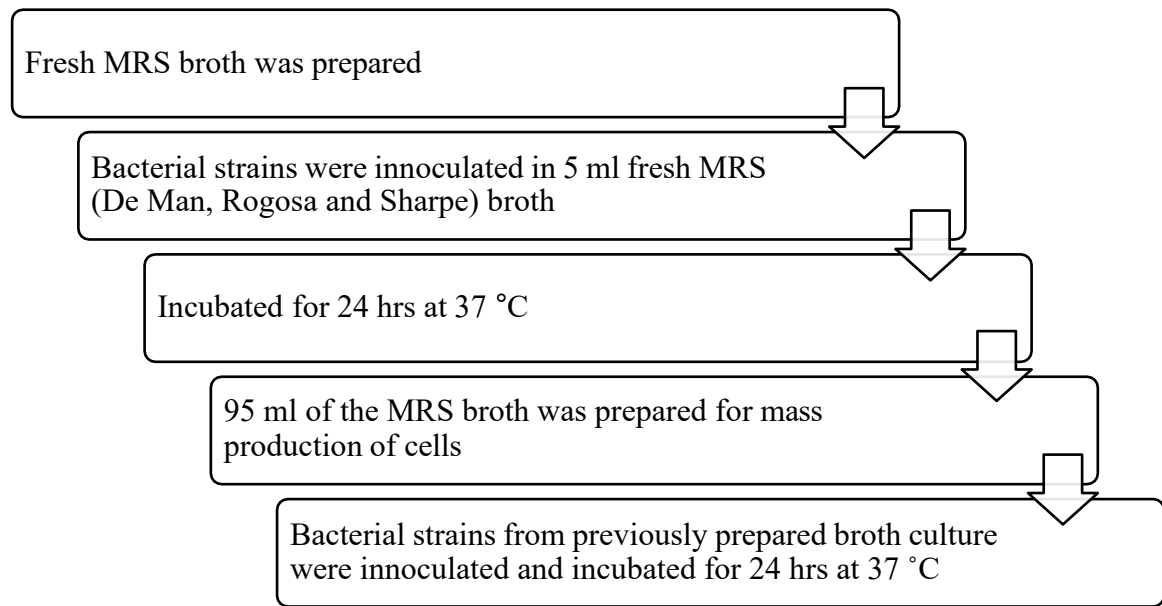 Fresh MRS broth was prepared
Bacterial strains were innoculated in 5 ml fresh MRS
(De Man, Rogosa and Sharpe) broth
Incubated for 24 hrs at 37 °C
95 ml of the MRS broth was prepared for mass
production of cells
Bacterial strains from previously prepared broth culture
were innoculated and incubated for 24 hrs at 37 ˚C